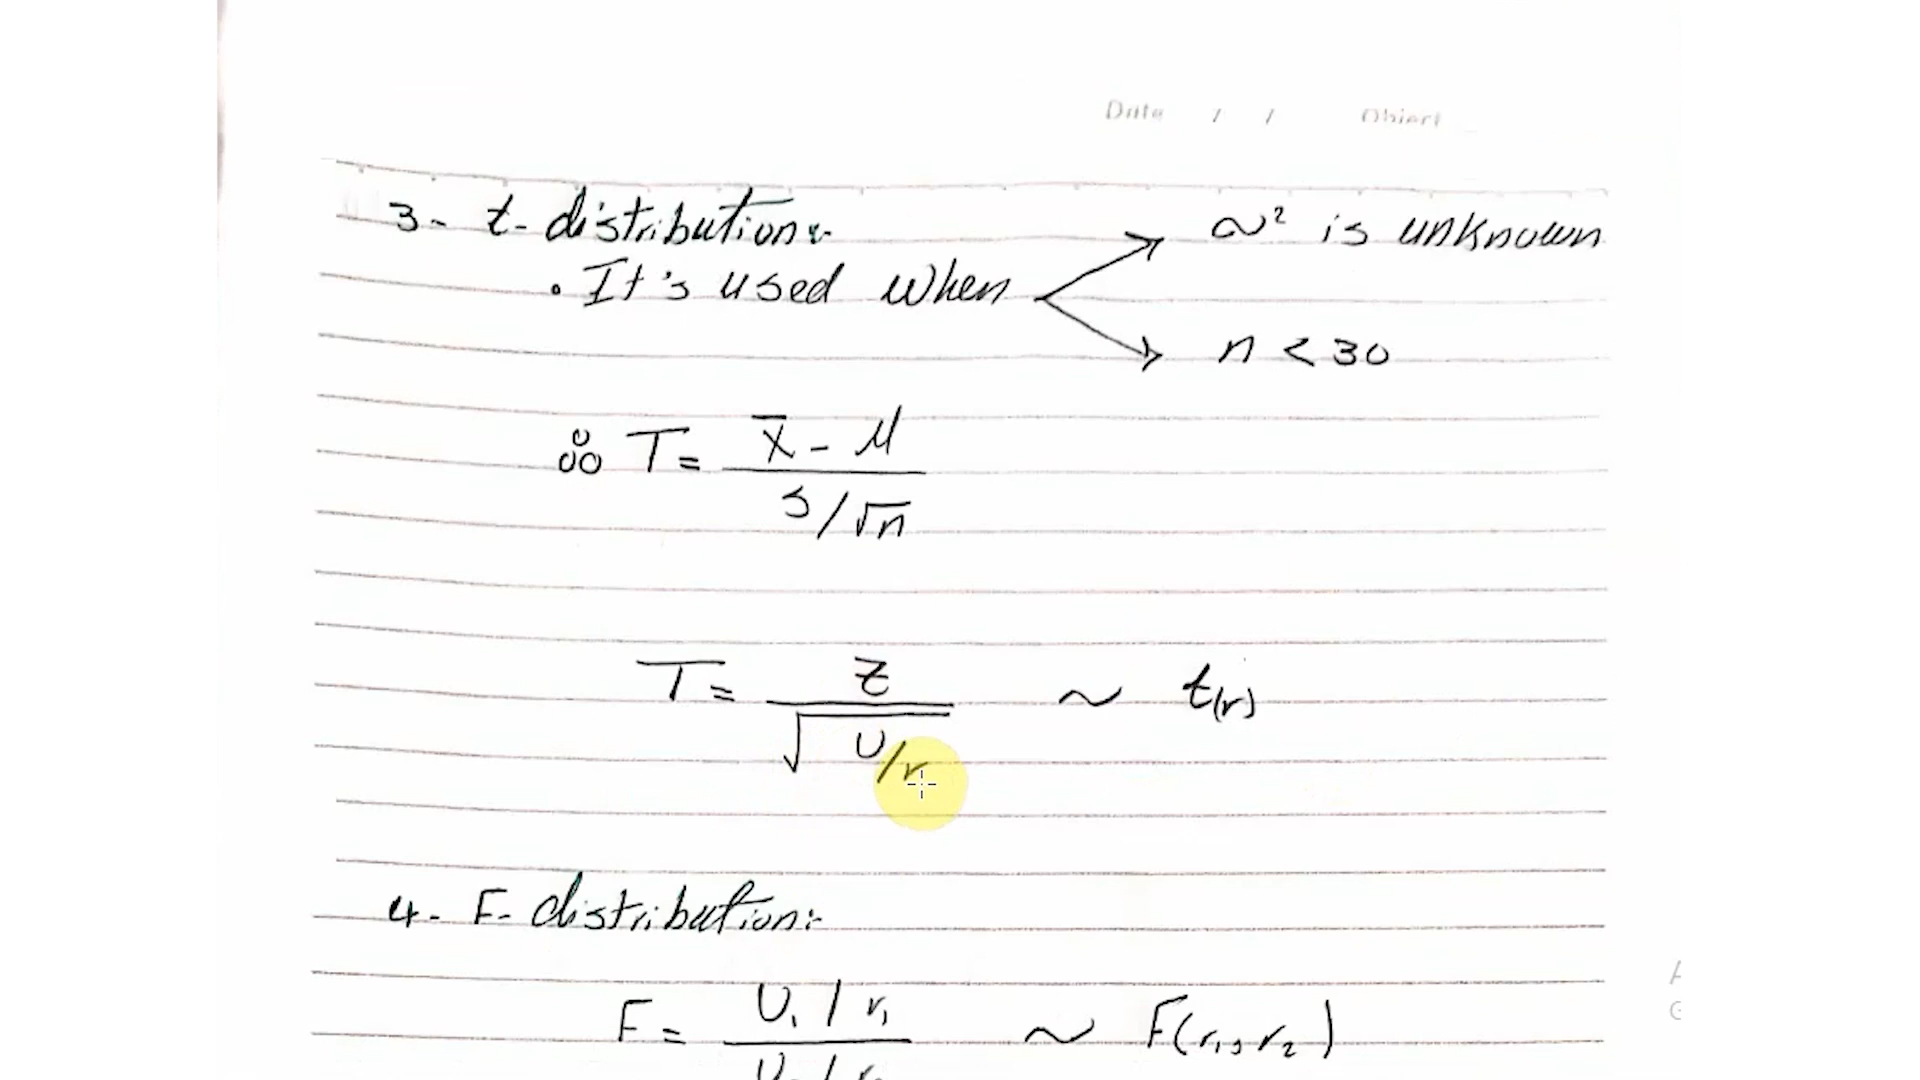 Date / / Object
3- t- distribution:-
. It's used when
σ² is unknown
n < 30
∴ T = x̄ - μ
S/√n
T = Z ~ t(r)
√U/r
4- F- distribution:-
F = U₁ / r₁ ~ F(r₁, r₂)